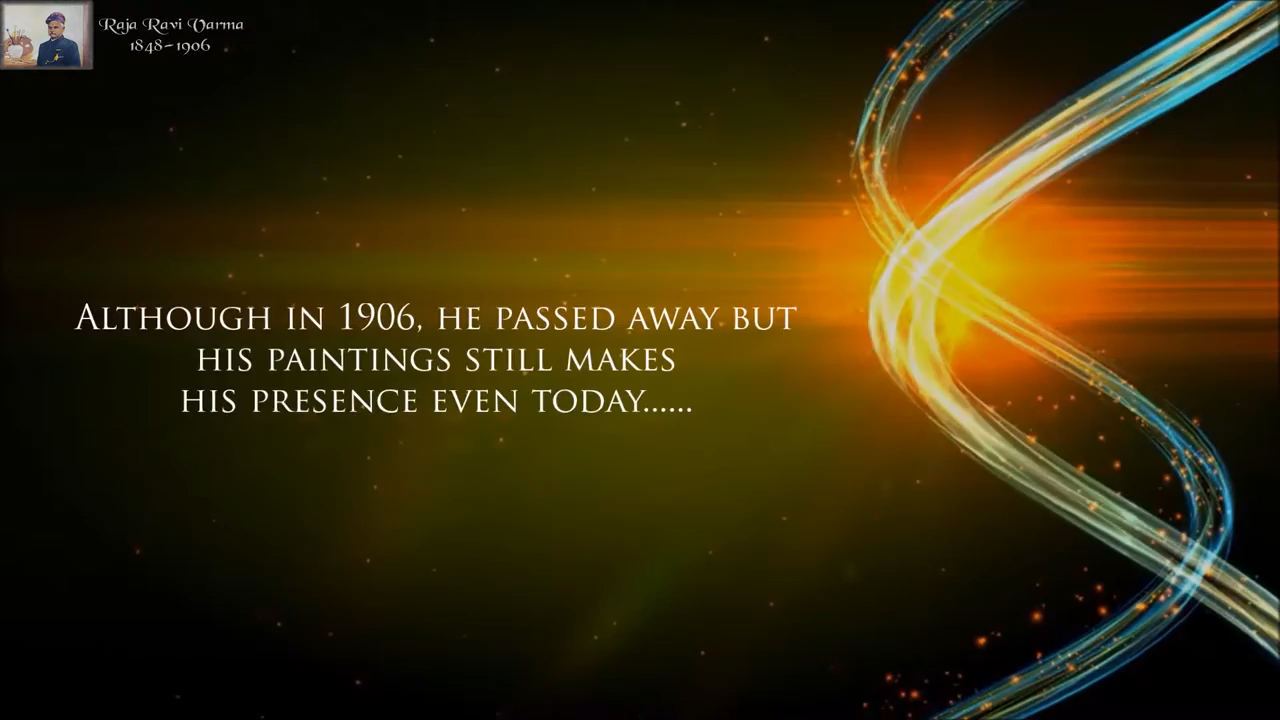 Raja Ravi Varma
1848-1906
ALTHOUGH IN 1906, HE PASSED AWAY BUT
HIS PAINTINGS STILL MAKES
HIS PRESENCE EVEN TODAY......